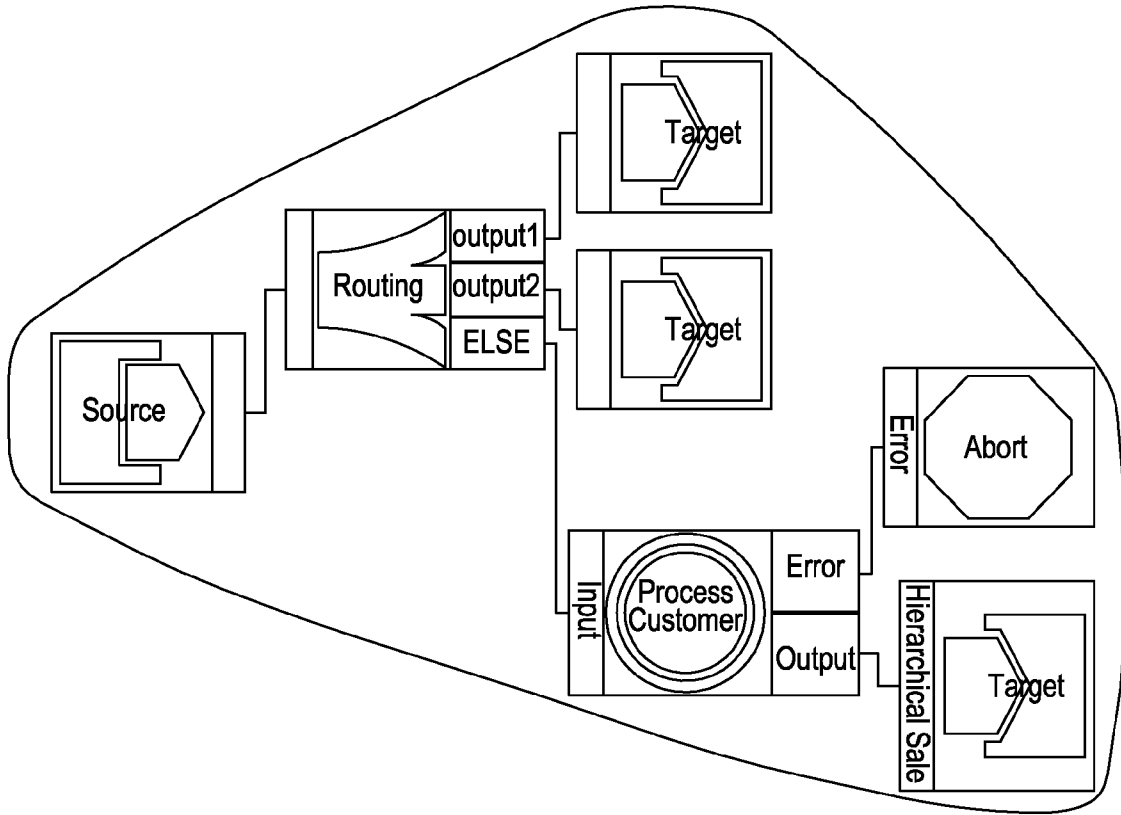 Target
output1
Routing
output2
ELSE
Target
Source
Error
Abort
Input
Process
Customer
Error
Output
Hierarchical Sale
Target